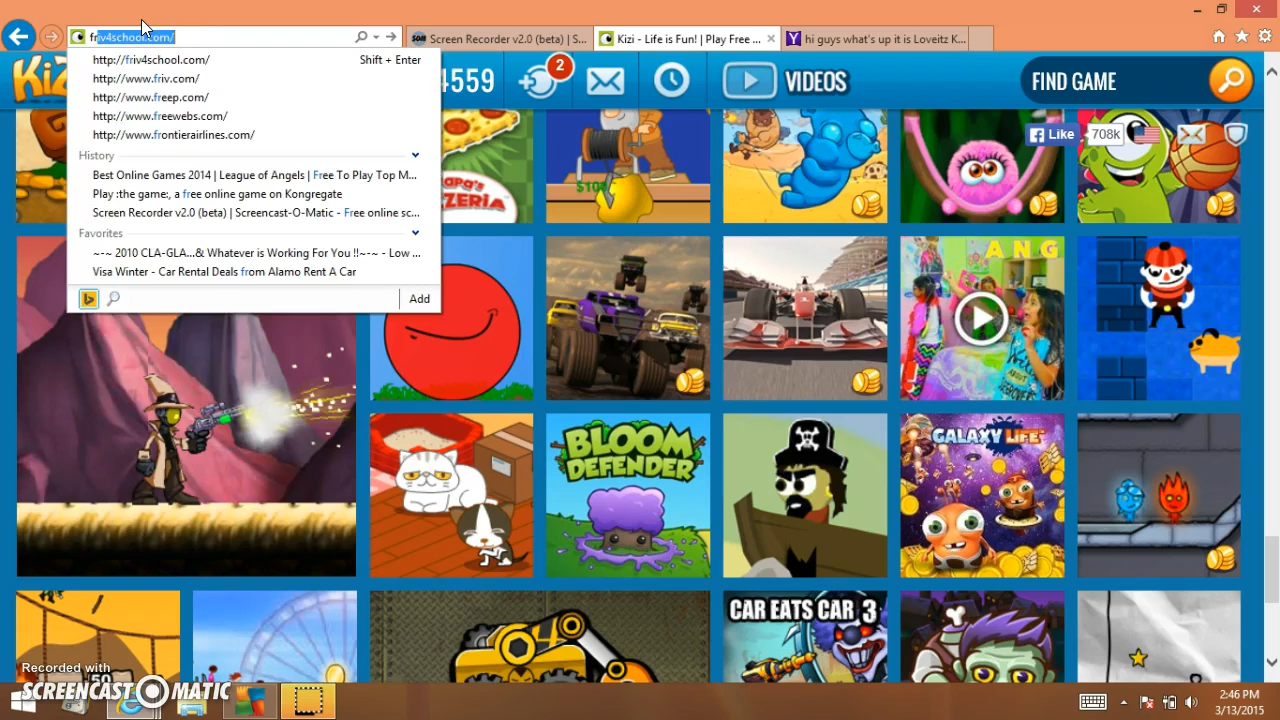 friv4school.com/
Screen Recorder v2.0 (beta) | S...
Kizi - Life is Fun! | Play Free ...
hi guys what's up it is Loveitz K...
http://friv4school.com/
Shift + Enter
http://www.friv.com/
http://www.freep.com/
http://www.freewebs.com/
http://www.frontierairlines.com/
History
Best Online Games 2014 | League of Angels | Free To Play Top M...
Play :the game:, a free online game on Kongregate
Screen Recorder v2.0 (beta) | Screencast-O-Matic - Free online sc...
Favorites
~-~ 2010 CLA-GLA...& Whatever is Working For You !!~-~ - Low ...
Visa Winter - Car Rental Deals from Alamo Rent A Car
Add
4559
2
VIDEOS
FIND GAME
Like
708k
$100
ANG
BLOOM
DEFENDER
GALAXY LIFE
CAR EATS CAR 3
50
Recorded with
SCREENCAST-O-MATIC
2:46 PM
3/13/2015